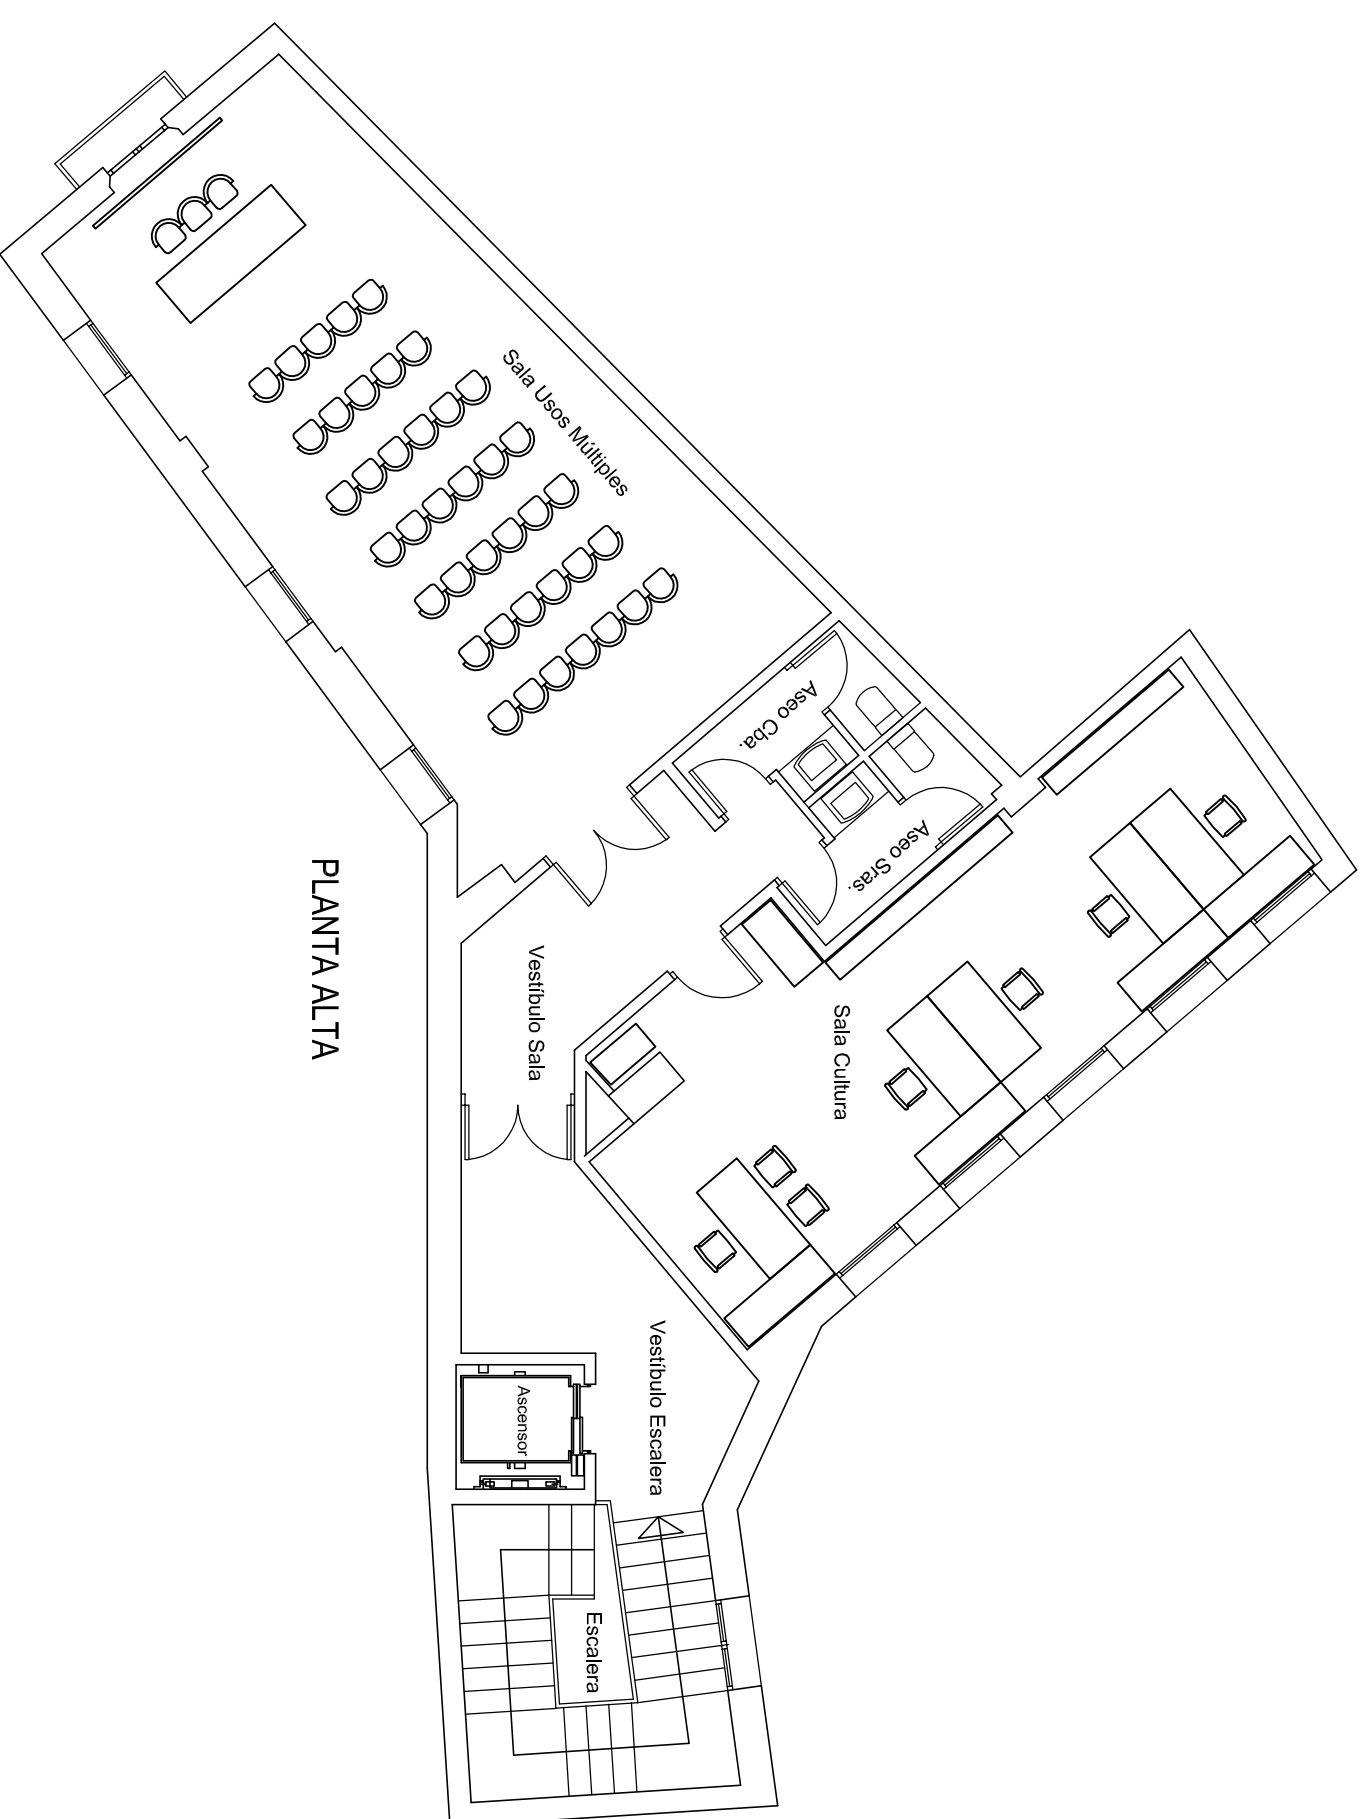 Sala Usos Múltiples
Aseo Cba.
Aseo Sras.
Sala Cultura
Vestíbulo Sala
Vestíbulo Escalera
Ascensor
Escalera
PLANTA ALTA